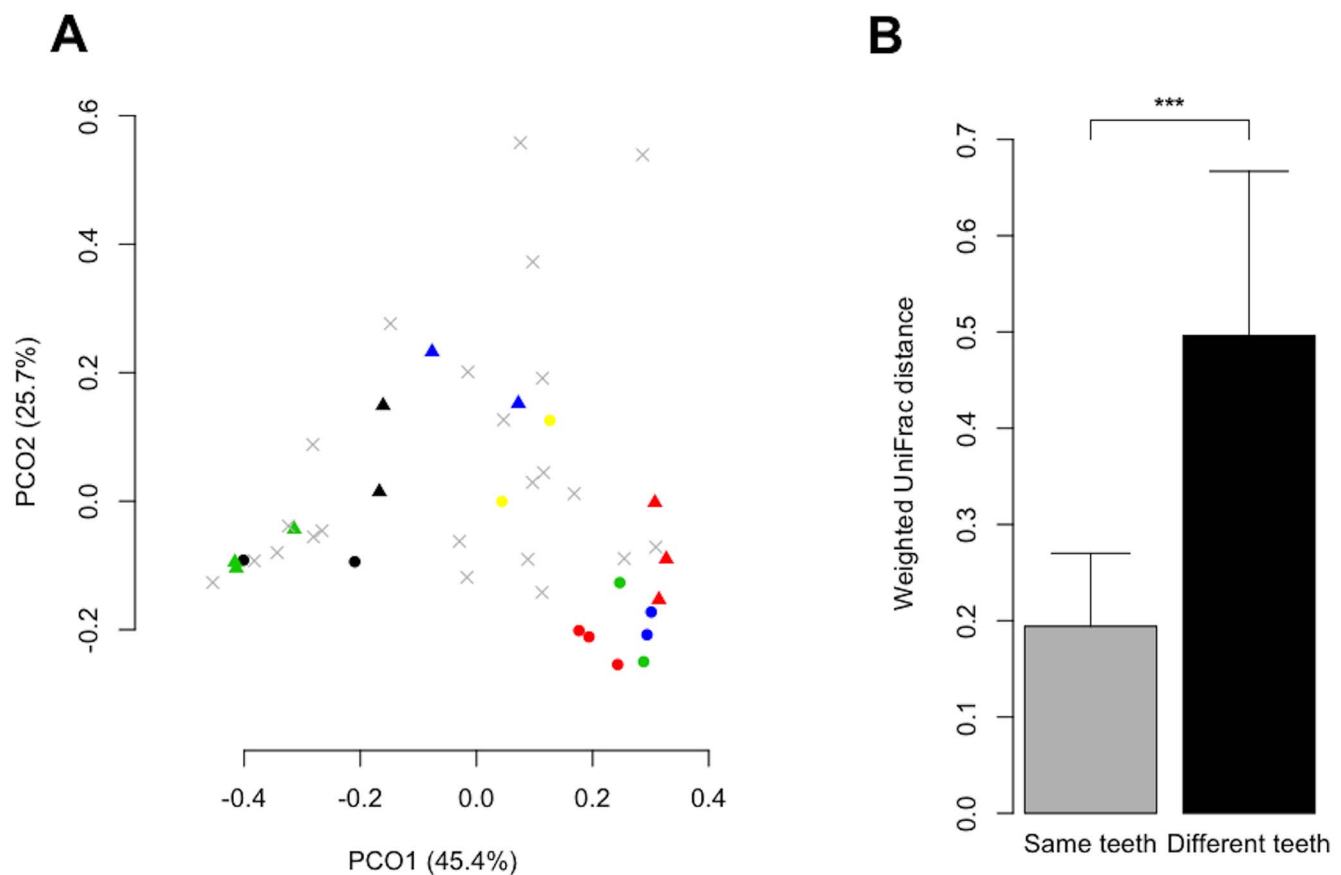 A
B
0.6
0.4
0.2
0.0
-0.2
PCO2 (25.7%)
-0.4 -0.2 0.0 0.2 0.4
PCO1 (45.4%)
***
0.7
0.6
0.5
0.4
0.3
0.2
0.1
0.0
Weighted UniFrac distance
Same teeth Different teeth